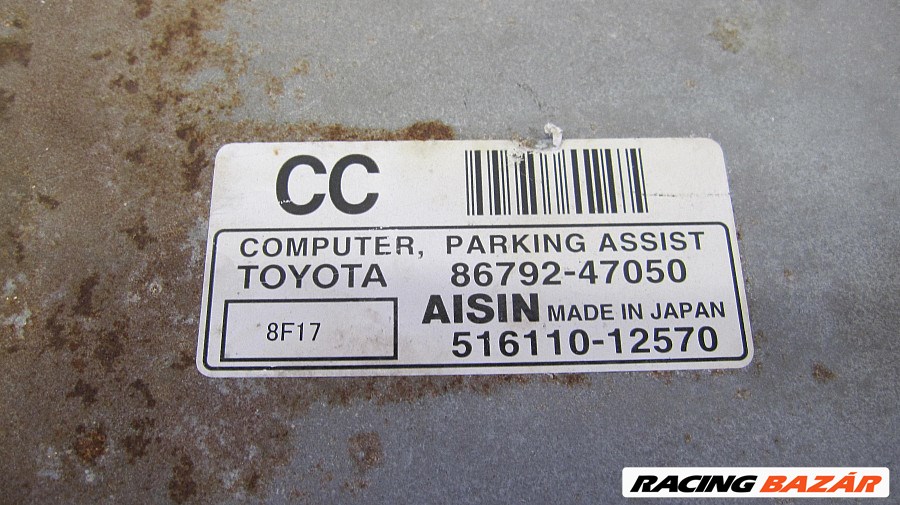 CC
COMPUTER, PARKING ASSIST
TOYOTA 86792-47050
8F17
AISIN MADE IN JAPAN
516110-12570
RACING BAZÁR